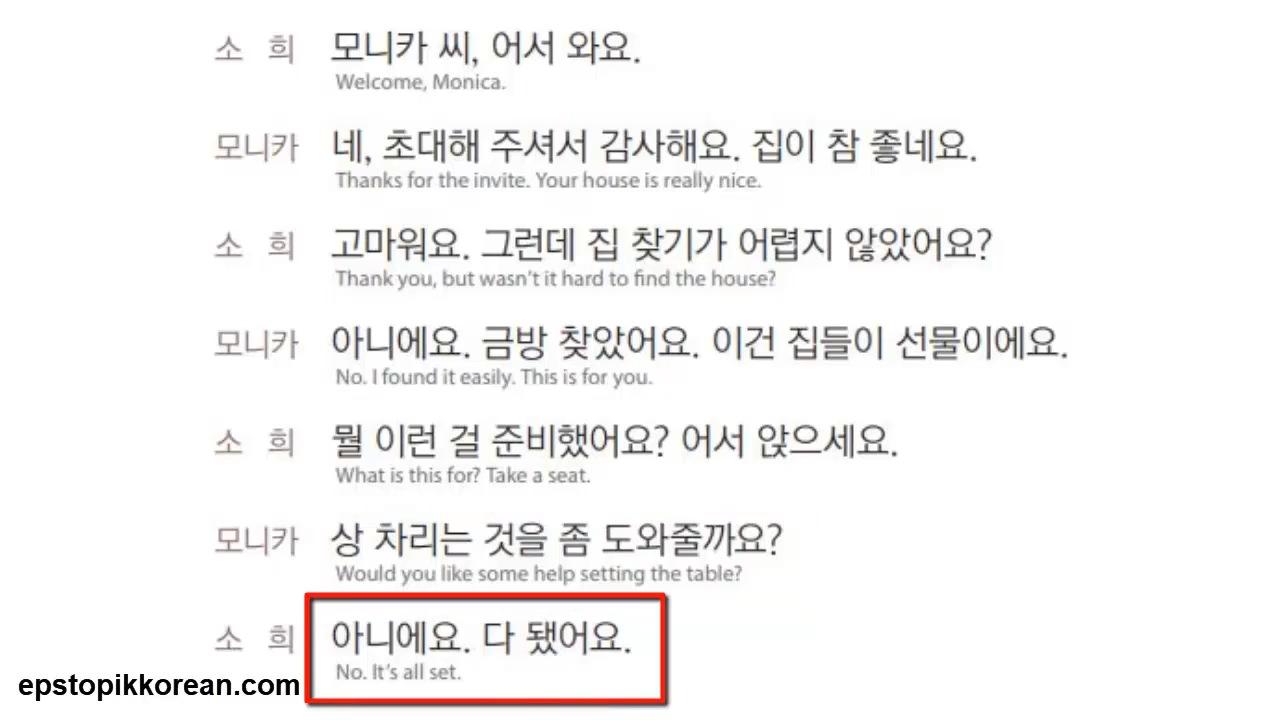 소 희 모니카 씨, 어서 와요.
Welcome, Monica.
모니카 네, 초대해 주셔서 감사해요. 집이 참 좋네요.
Thanks for the invite. Your house is really nice.
소 희 고마워요. 그런데 집 찾기가 어렵지 않았어요?
Thank you, but wasn't it hard to find the house?
모니카 아니에요. 금방 찾았어요. 이건 집들이 선물이에요.
No. I found it easily. This is for you.
소 희 뭘 이런 걸 준비했어요? 어서 앉으세요.
What is this for? Take a seat.
모니카 상 차리는 것을 좀 도와줄까요?
Would you like some help setting the table?
소 희 아니에요. 다 됐어요.
No. It's all set.
epstopikkorean.com